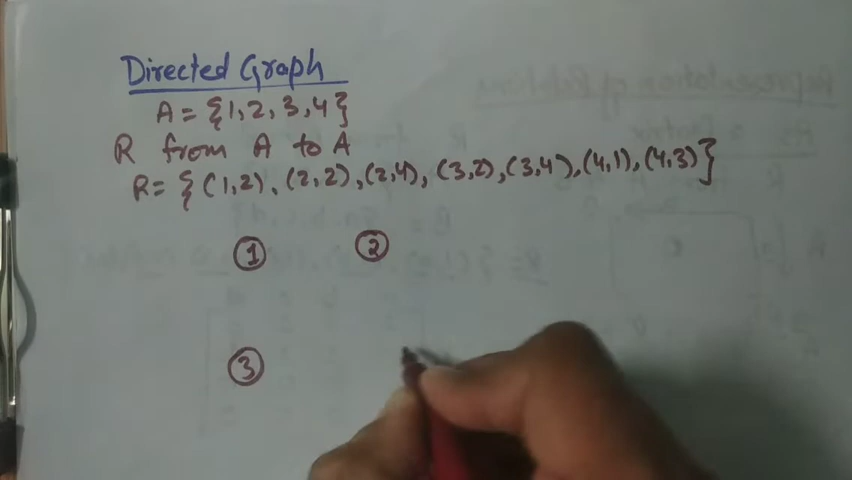 Directed Graph
A = {1, 2, 3, 4}
R from A to A
R = {(1,2), (2,2), (2,4), (3,2), (3,4), (4,1), (4,3)}
1 2
3